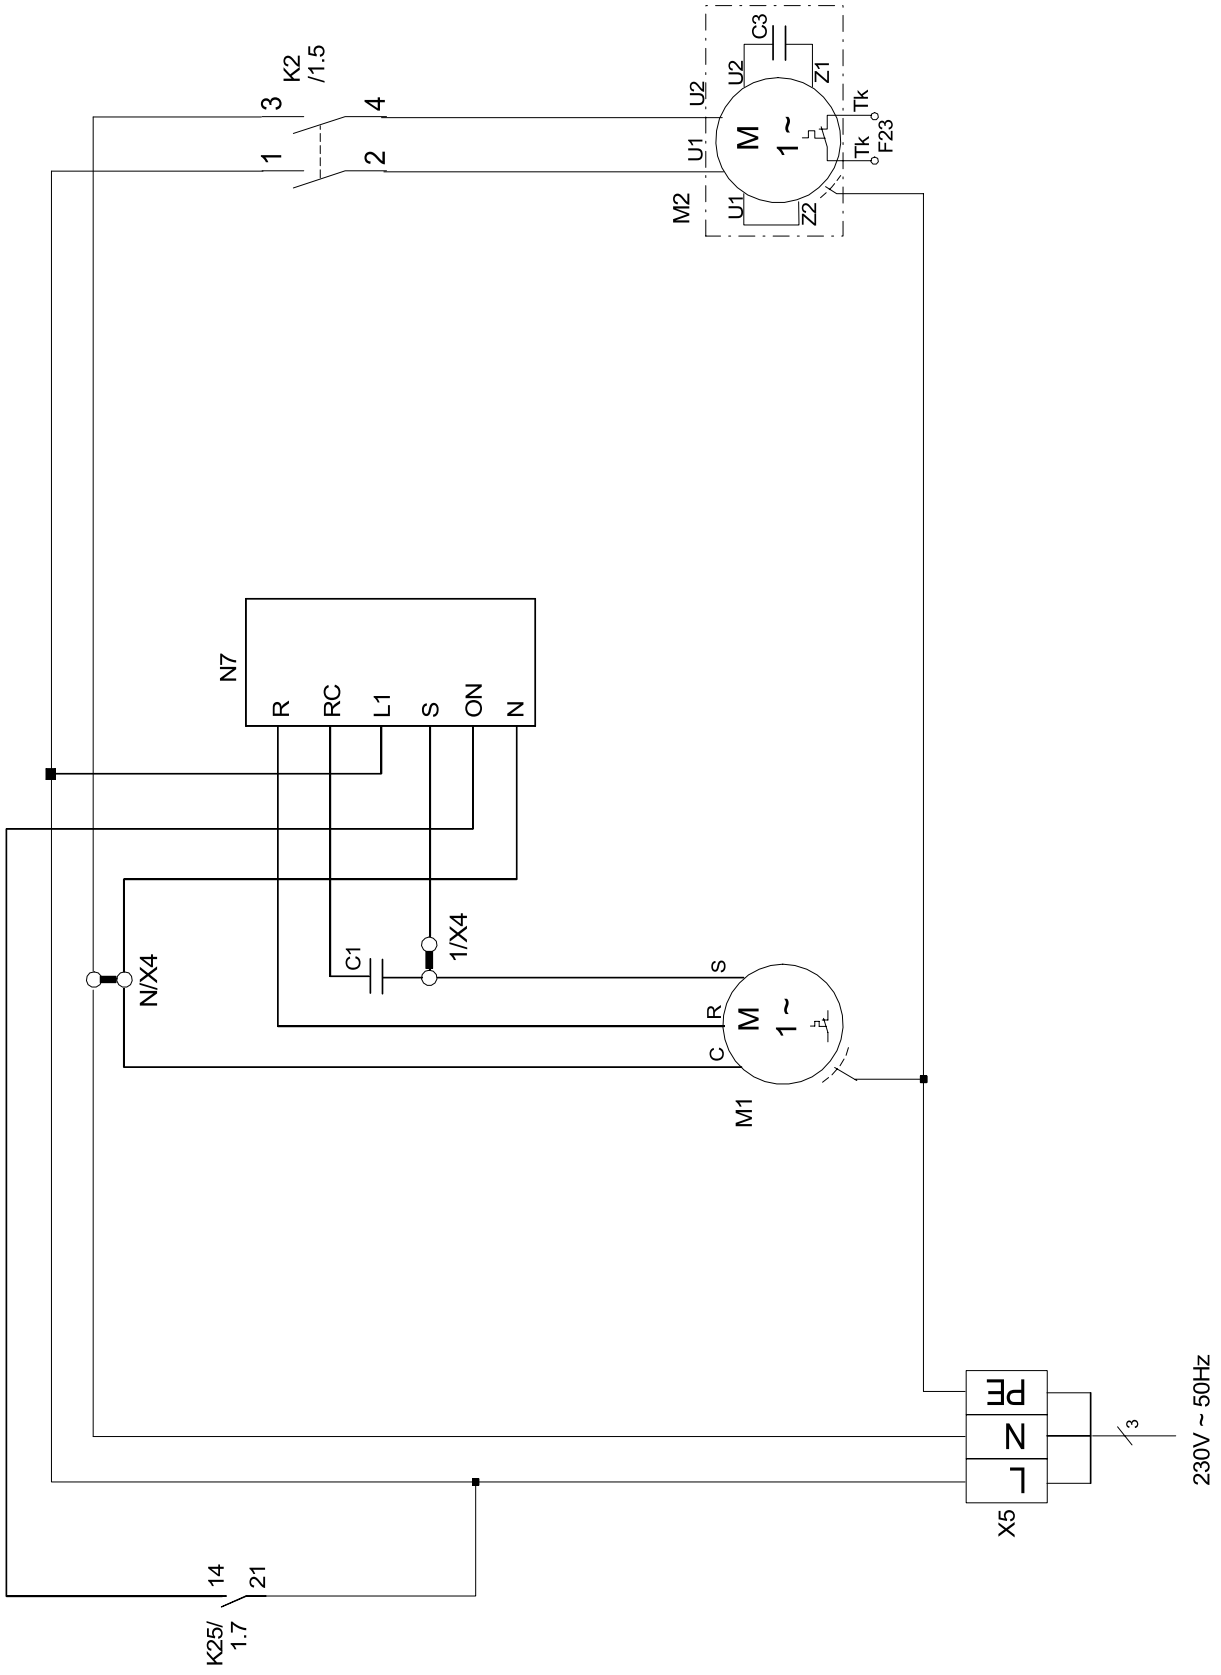 K25/
1.7
14
21
X5
L
N
PE
3
230V ~ 50Hz
N/X4
C1
1/X4
M1
C
R
S
M
1 ~
N7
R
RC
L1
S
ON
N
K2
/1.5
1
3
2
4
M2
U1
U2
U1
Z2
U2
Z1
C3
M
1 ~
Tk
Tk
F23